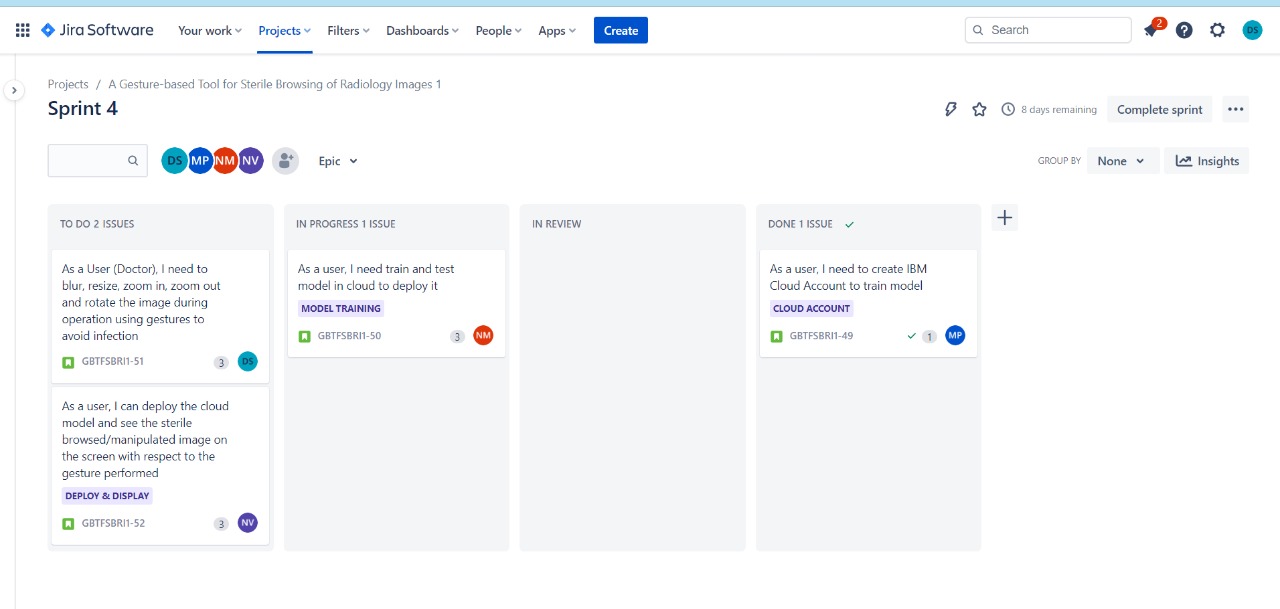 Jira Software Your work Projects Filters Dashboards People Apps Create Search 2 DS
Projects / A Gesture-based Tool for Sterile Browsing of Radiology Images 1
Sprint 4
8 days remaining Complete sprint
DS MP NM NV Epic GROUP BY None Insights
TO DO 2 ISSUES
As a User (Doctor), I need to
blur, resize, zoom in, zoom out
and rotate the image during
operation using gestures to
avoid infection
GBTFSBRI1-51 3 DS
As a user, I can deploy the cloud
model and see the sterile
browsed/manipulated image on
the screen with respect to the
gesture performed
DEPLOY & DISPLAY
GBTFSBRI1-52 3 NV
IN PROGRESS 1 ISSUE
As a user, I need train and test
model in cloud to deploy it
MODEL TRAINING
GBTFSBRI1-50 3 NM
IN REVIEW
DONE 1 ISSUE
As a user, I need to create IBM
Cloud Account to train model
CLOUD ACCOUNT
GBTFSBRI1-49 1 MP